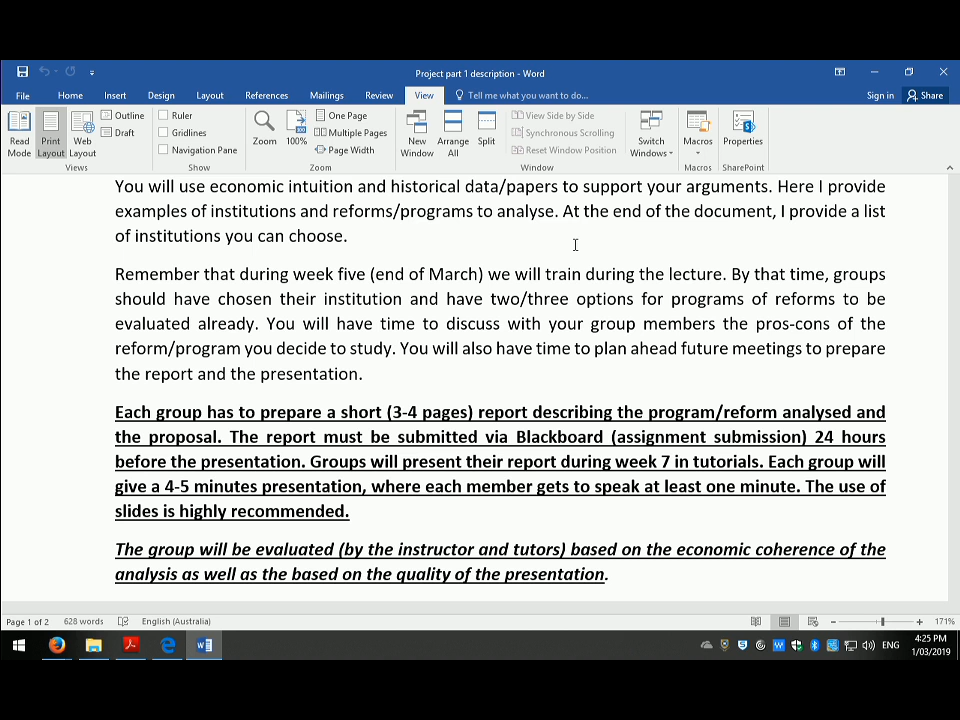 Project part 1 description - Word
File Home Insert Design Layout References Mailings Review View Tell me what you want to do... Sign in Share
Read Mode
Print Layout
Web Layout
Outline
Draft
Views
Ruler
Gridlines
Navigation Pane
Show
Zoom
100%
One Page
Multiple Pages
Page Width
Zoom
New Window
Arrange All
Split
View Side by Side
Synchronous Scrolling
Reset Window Position
Window
Switch Windows
Macros
Macros
Properties
SharePoint
You will use economic intuition and historical data/papers to support your arguments. Here I provide
examples of institutions and reforms/programs to analyse. At the end of the document, I provide a list
of institutions you can choose.
Remember that during week five (end of March) we will train during the lecture. By that time, groups
should have chosen their institution and have two/three options for programs of reforms to be
evaluated already. You will have time to discuss with your group members the pros-cons of the
reform/program you decide to study. You will also have time to plan ahead future meetings to prepare
the report and the presentation.
Each group has to prepare a short (3-4 pages) report describing the program/reform analysed and
the proposal. The report must be submitted via Blackboard (assignment submission) 24 hours
before the presentation. Groups will present their report during week 7 in tutorials. Each group will
give a 4-5 minutes presentation, where each member gets to speak at least one minute. The use of
slides is highly recommended.
The group will be evaluated (by the instructor and tutors) based on the economic coherence of the
analysis as well as the based on the quality of the presentation.
Page 1 of 2 628 words English (Australia) 171%
ENG
4:25 PM
1/03/2019